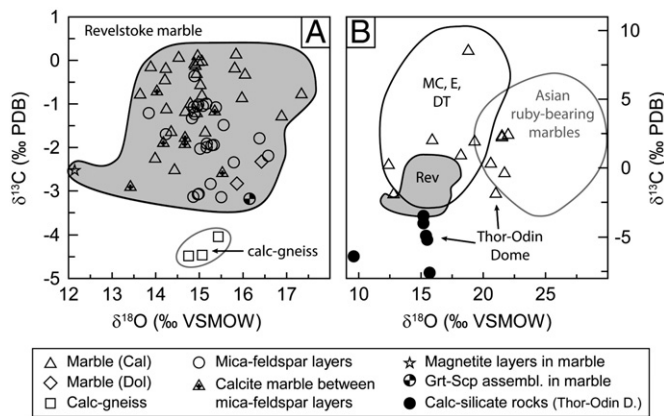 Revelstoke marble
A
B
MC, E,
DT
Asian
ruby-bearing
marbles
Rev
Thor-Odin
Dome
calc-gneiss
δ13C (‰ PDB)
1
0
-1
-2
-3
-4
-5
12 13 14 15 16 17
δ18O (‰ VSMOW)
10 15 20 25
δ18O (‰ VSMOW)
10
5
0
-5
-10
δ13C (‰ PDB)
Marble (Cal)
Marble (Dol)
Calc-gneiss
Mica-feldspar layers
Calcite marble between
mica-feldspar layers
Magnetite layers in marble
Grt-Scp assembl. in marble
Calc-silicate rocks (Thor-Odin D.)